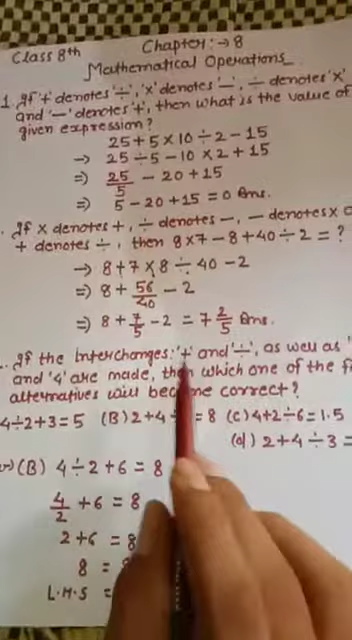 Class 8th Chapter:→8
Mathematical Operations
1. If '+' denotes '÷', 'x' denotes '-', ÷ denotes 'x'
and '-' denotes '+', then what is the value of
given expression?
25+5×10÷2-15
→ 25÷5-10×2+15
⇒ 25/5 - 20+15
⇒ 5-20+15=0 Ans.
. If x denotes +, ÷ denotes -, - denotes x
+ denotes ÷, then 8×7-8+40÷2=?
→ 8+7×8÷40-2
⇒ 8+56/40-2
⇒ 8+7/5-2 = 7 2/5 Ans.
. If the interchanges: '+' and '÷', as well as
and '4' are made, then which one of the
alternatives will become correct?
4÷2+3=5 (B) 2+4÷ = 8 (C) 4+2÷6=1.5
(d) 2+4÷3=
(B) 4÷2+6=8
4/2+6=8
2+6=8
8=
L.H.S =